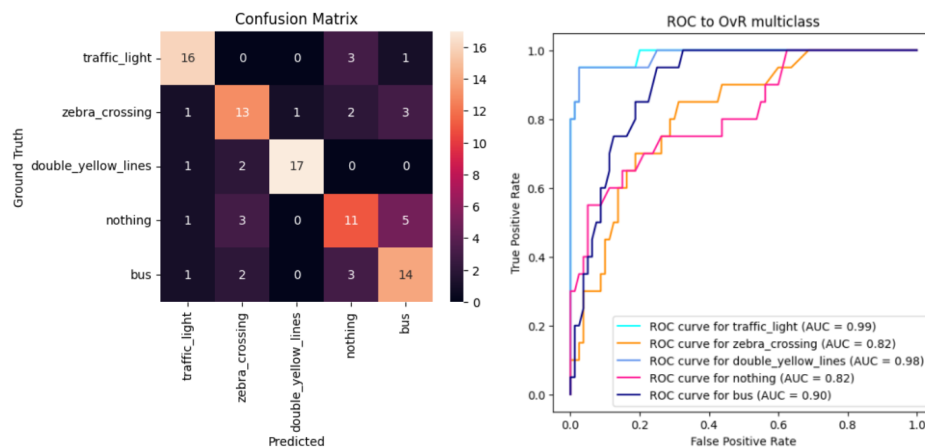 Confusion Matrix
Ground Truth
traffic_light 16 0 0 3 1
zebra_crossing 1 13 1 2 3
double_yellow_lines 1 2 17 0 0
nothing 1 3 0 11 5
bus 1 2 0 3 14
traffic_light zebra_crossing double_yellow_lines nothing bus
Predicted
16
14
12
10
8
6
4
2
0
ROC to OvR multiclass
True Positive Rate
1.0
0.8
0.6
0.4
0.2
0.0
ROC curve for traffic_light (AUC = 0.99)
ROC curve for zebra_crossing (AUC = 0.82)
ROC curve for double_yellow_lines (AUC = 0.98)
ROC curve for nothing (AUC = 0.82)
ROC curve for bus (AUC = 0.90)
0.0 0.2 0.4 0.6 0.8 1.0
False Positive Rate